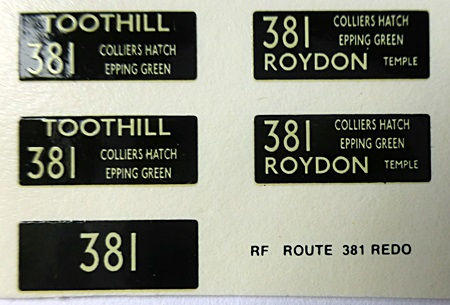 TOOTHILL
381 COLLIERS HATCH
EPPING GREEN
381 COLLIERS HATCH
EPPING GREEN
ROYDON TEMPLE
TOOTHILL
381 COLLIERS HATCH
EPPING GREEN
381 COLLIERS HATCH
EPPING GREEN
ROYDON TEMPLE
381
RF ROUTE 381 REDO